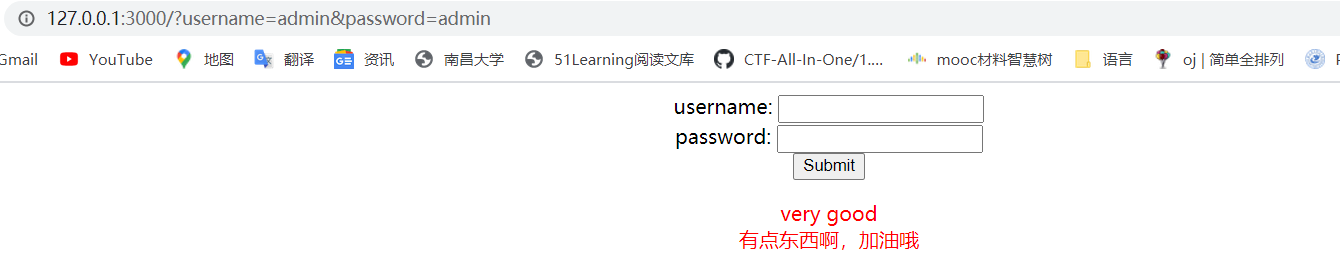 127.0.0.1:3000/?username=admin&password=admin
Gmail YouTube 地图 翻译 资讯 南昌大学 51Learning阅读文库 CTF-All-In-One/1.... mooc材料智慧树 语言 oj | 简单全排列
username:
password:
Submit
very good
有点东西啊，加油哦